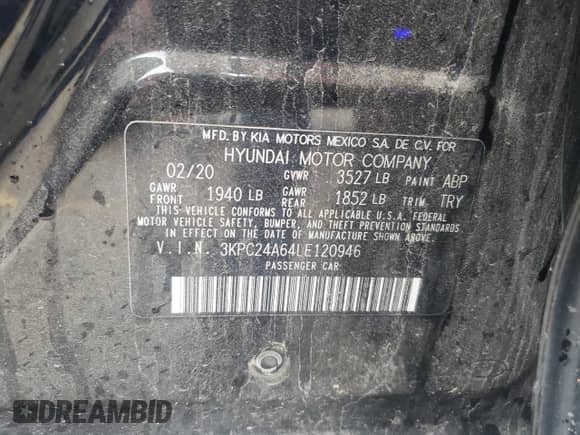 MFD. BY KIA MOTORS MEXICO S.A. DE C.V. FOR
HYUNDAI MOTOR COMPANY
02/20 GVWR 3527 LB PAINT ABP
GAWR FRONT 1940 LB GAWR REAR 1852 LB TRIM TRY
THIS VEHICLE CONFORMS TO ALL APPLICABLE U.S.A. FEDERAL
MOTOR VEHICLE SAFETY, BUMPER, AND THEFT PREVENTION STANDARDS
IN EFFECT ON THE DATE OF MANUFACTURE SHOWN ABOVE.
V.I.N. 3KPC24A64LE120946
PASSENGER CAR
DREAMBID